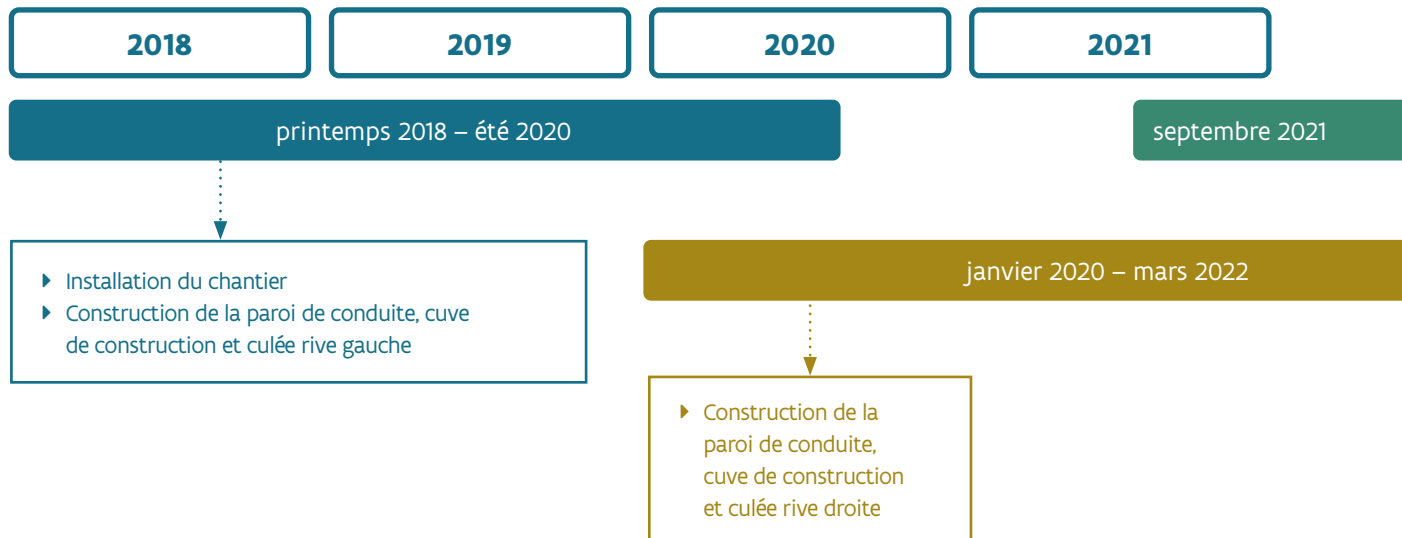 2018
2019
2020
2021
printemps 2018 – été 2020
septembre 2021
Installation du chantier
Construction de la paroi de conduite, cuve
de construction et culée rive gauche
janvier 2020 – mars 2022
Construction de la
paroi de conduite,
cuve de construction
et culée rive droite